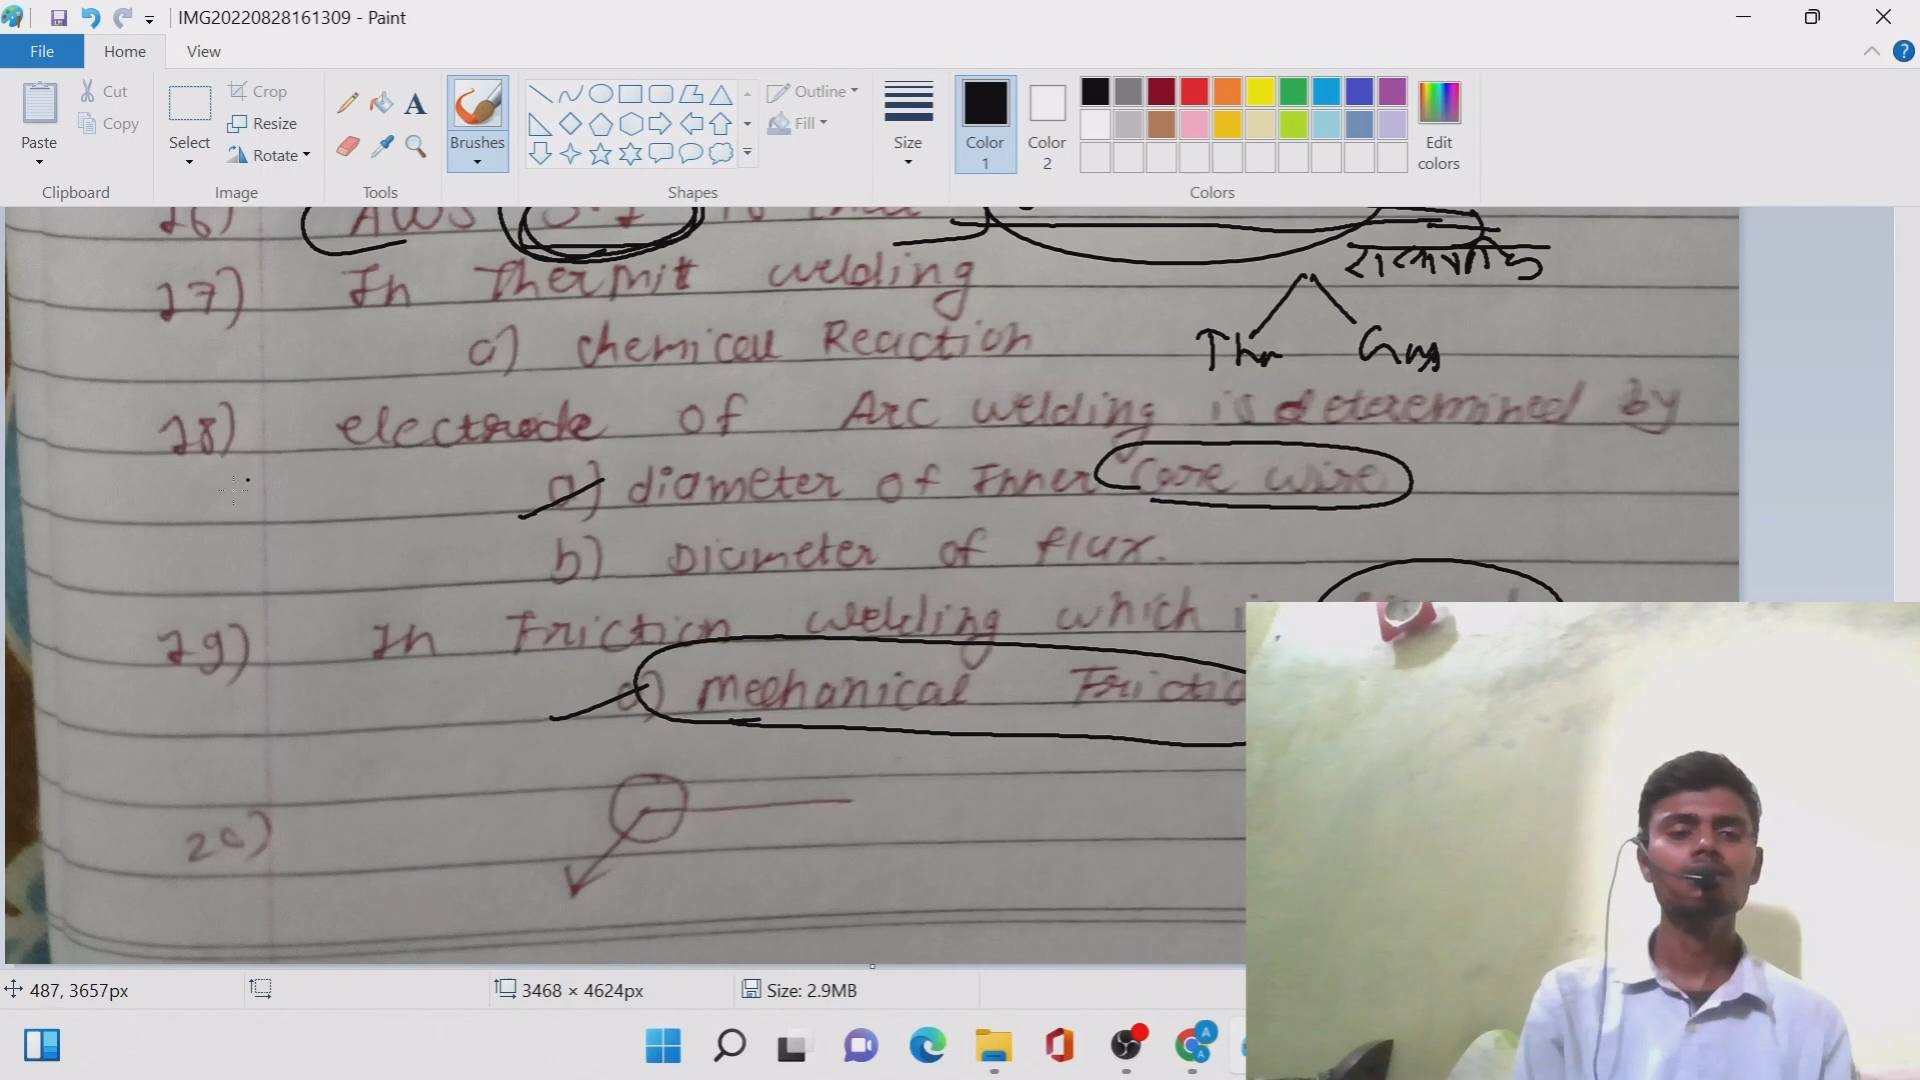 IMG20220828161309 - Paint
File Home View
Paste
Cut
Copy
Clipboard
Select
Crop
Resize
Rotate
Image
A
Tools
Brushes
Outline
Fill
Shapes
Size
Color 1
Color 2
Edit colors
Colors
?
AWS
17) In Thermit welding
a) chemical Reaction
18) electrode of Arc welding is determined by
a) diameter of Inner Core wire
b) Diameter of flux.
19) In Friction welding which
a) mechanical
20)
487, 3657px
3468 × 4624px
Size: 2.9MB